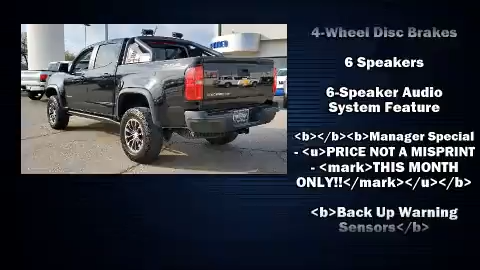 4-Wheel Disc Brakes
6 Speakers
6-Speaker Audio
System Feature
<b></b><b>Manager Special
- <u>PRICE NOT A MISPRINT
- <mark>THIS MONTH
ONLY!!</mark></u></b>
<b>Back Up Warning
Sensors</b>